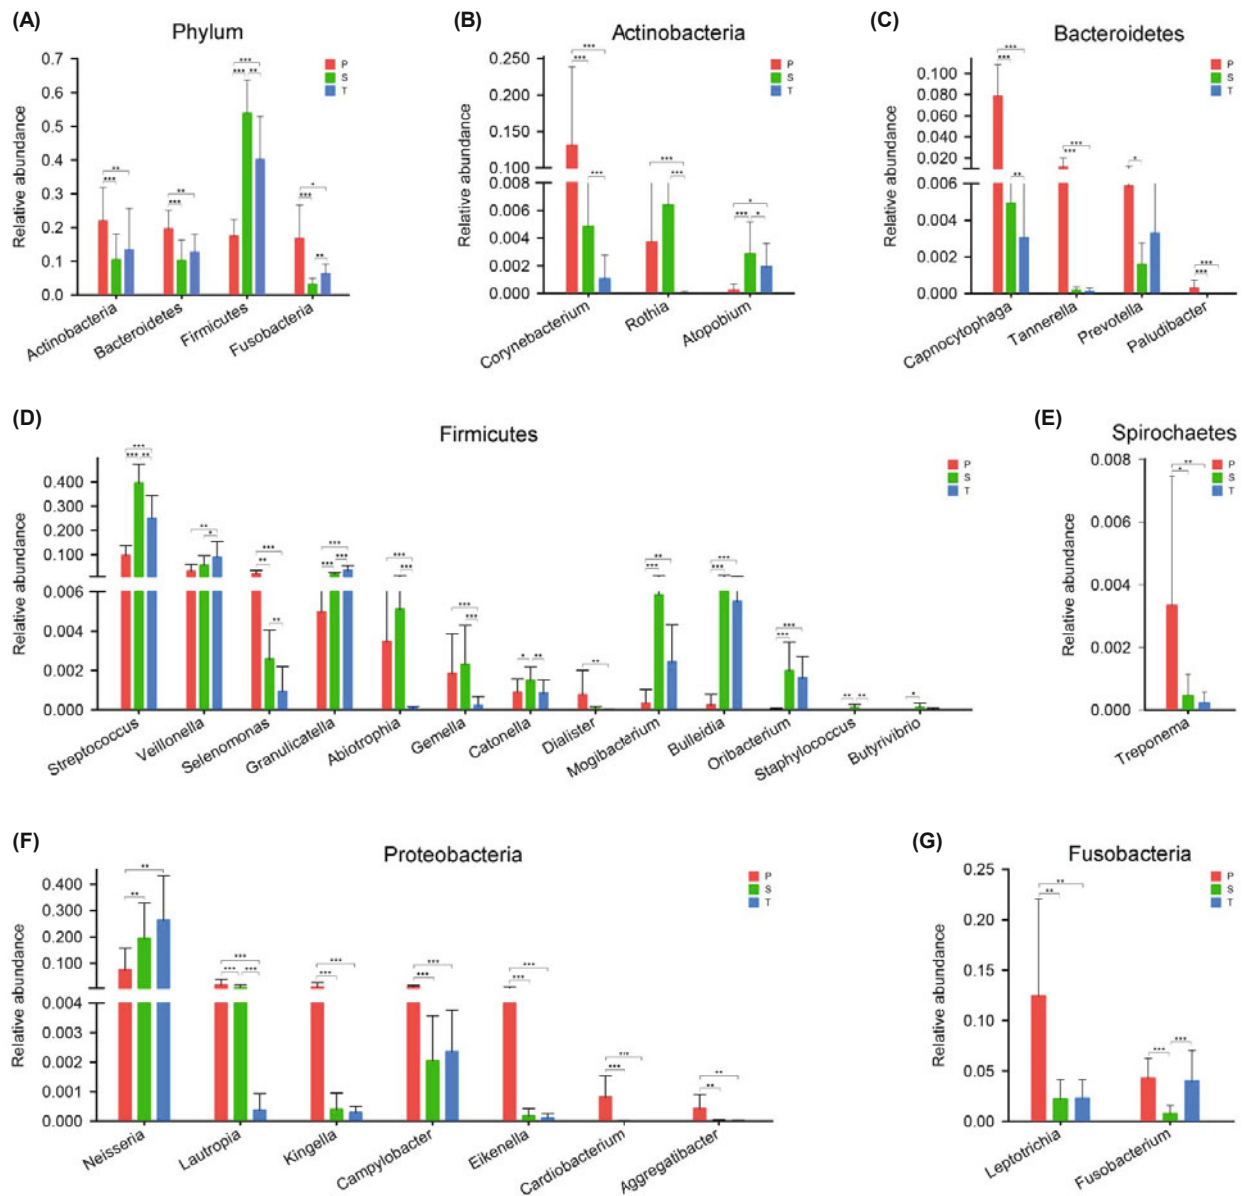 (A)
Phylum
Relative abundance
0.7
0.6
0.5
0.4
0.3
0.2
0.1
0.0
P
S
T
*** 
*** **
** 
***
**
***
*
***
**
Actinobacteria
Bacteroidetes
Firmicutes
Fusobacteria
(B)
Actinobacteria
Relative abundance
0.250
0.200
0.150
0.100
0.008
0.006
0.004
0.002
0.000
P
S
T
***
***
***
***
***
*
*** *
Corynebacterium
Rothia
Atopobium
(C)
Bacteroidetes
Relative abundance
0.100
0.080
0.060
0.040
0.020
0.006
0.004
0.002
0.000
P
S
T
***
***
**
***
***
*
***
***
Capnocytophaga
Tannerella
Prevotella
Paludibacter
(D)
Firmicutes
Relative abundance
0.400
0.300
0.200
0.100
0.006
0.004
0.002
0.000
P
S
T
***
*** **
**
*
***
**
**
***
*** ***
***
***
***
***
* **
**
**
***
***
***
***
***
** **
*
Streptococcus
Veillonella
Selenomonas
Granulicatella
Abiotrophia
Gemella
Catonella
Dialister
Mogibacterium
Bulleidia
Oribacterium
Staphylococcus
Butyrivibrio
(E)
Spirochaetes
Relative abundance
0.008
0.006
0.004
0.002
0.000
P
S
T
**
*
Treponema
(F)
Proteobacteria
Relative abundance
0.400
0.300
0.200
0.100
0.004
0.003
0.002
0.001
0.000
P
S
T
**
**
***
*** ***
***
***
***
***
***
***
***
***
**
**
Neisseria
Lautropia
Kingella
Campylobacter
Eikenella
Cardiobacterium
Aggregatibacter
(G)
Fusobacteria
Relative abundance
0.25
0.20
0.15
0.10
0.05
0.00
P
S
T
**
**
***
***
Leptotrichia
Fusobacterium